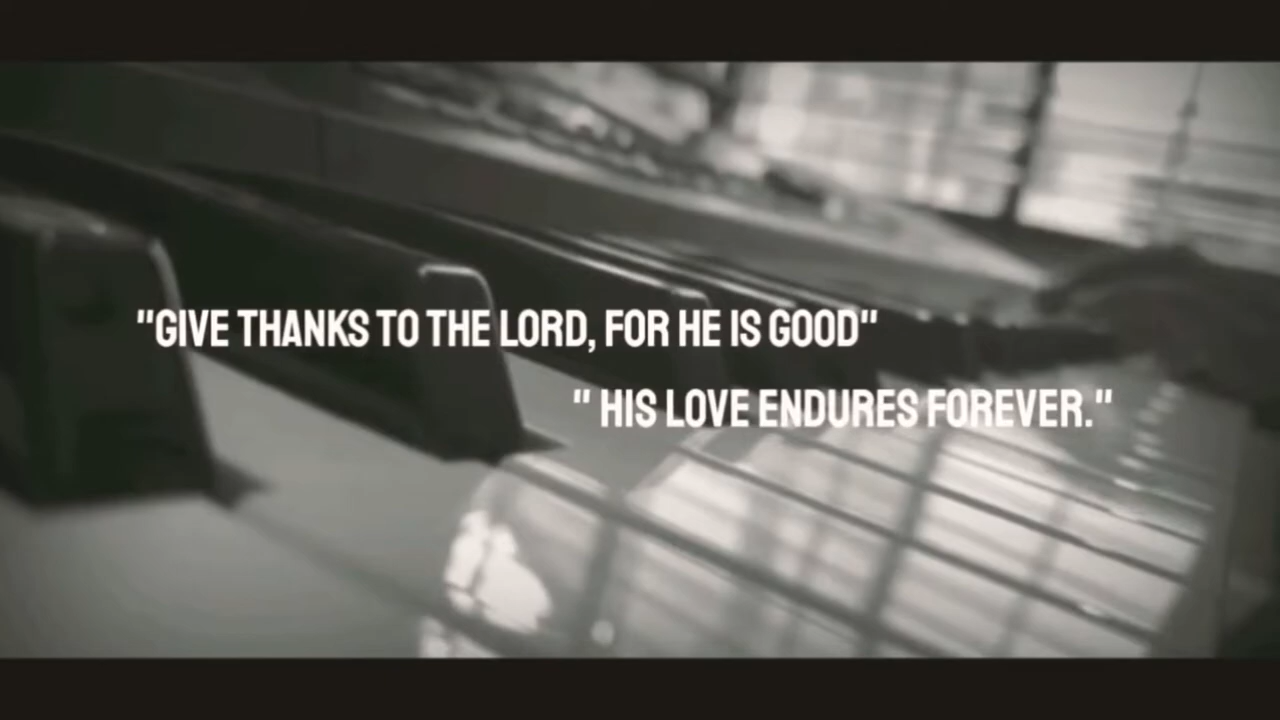 "GIVE THANKS TO THE LORD, FOR HE IS GOOD"
" HIS LOVE ENDURES FOREVER."